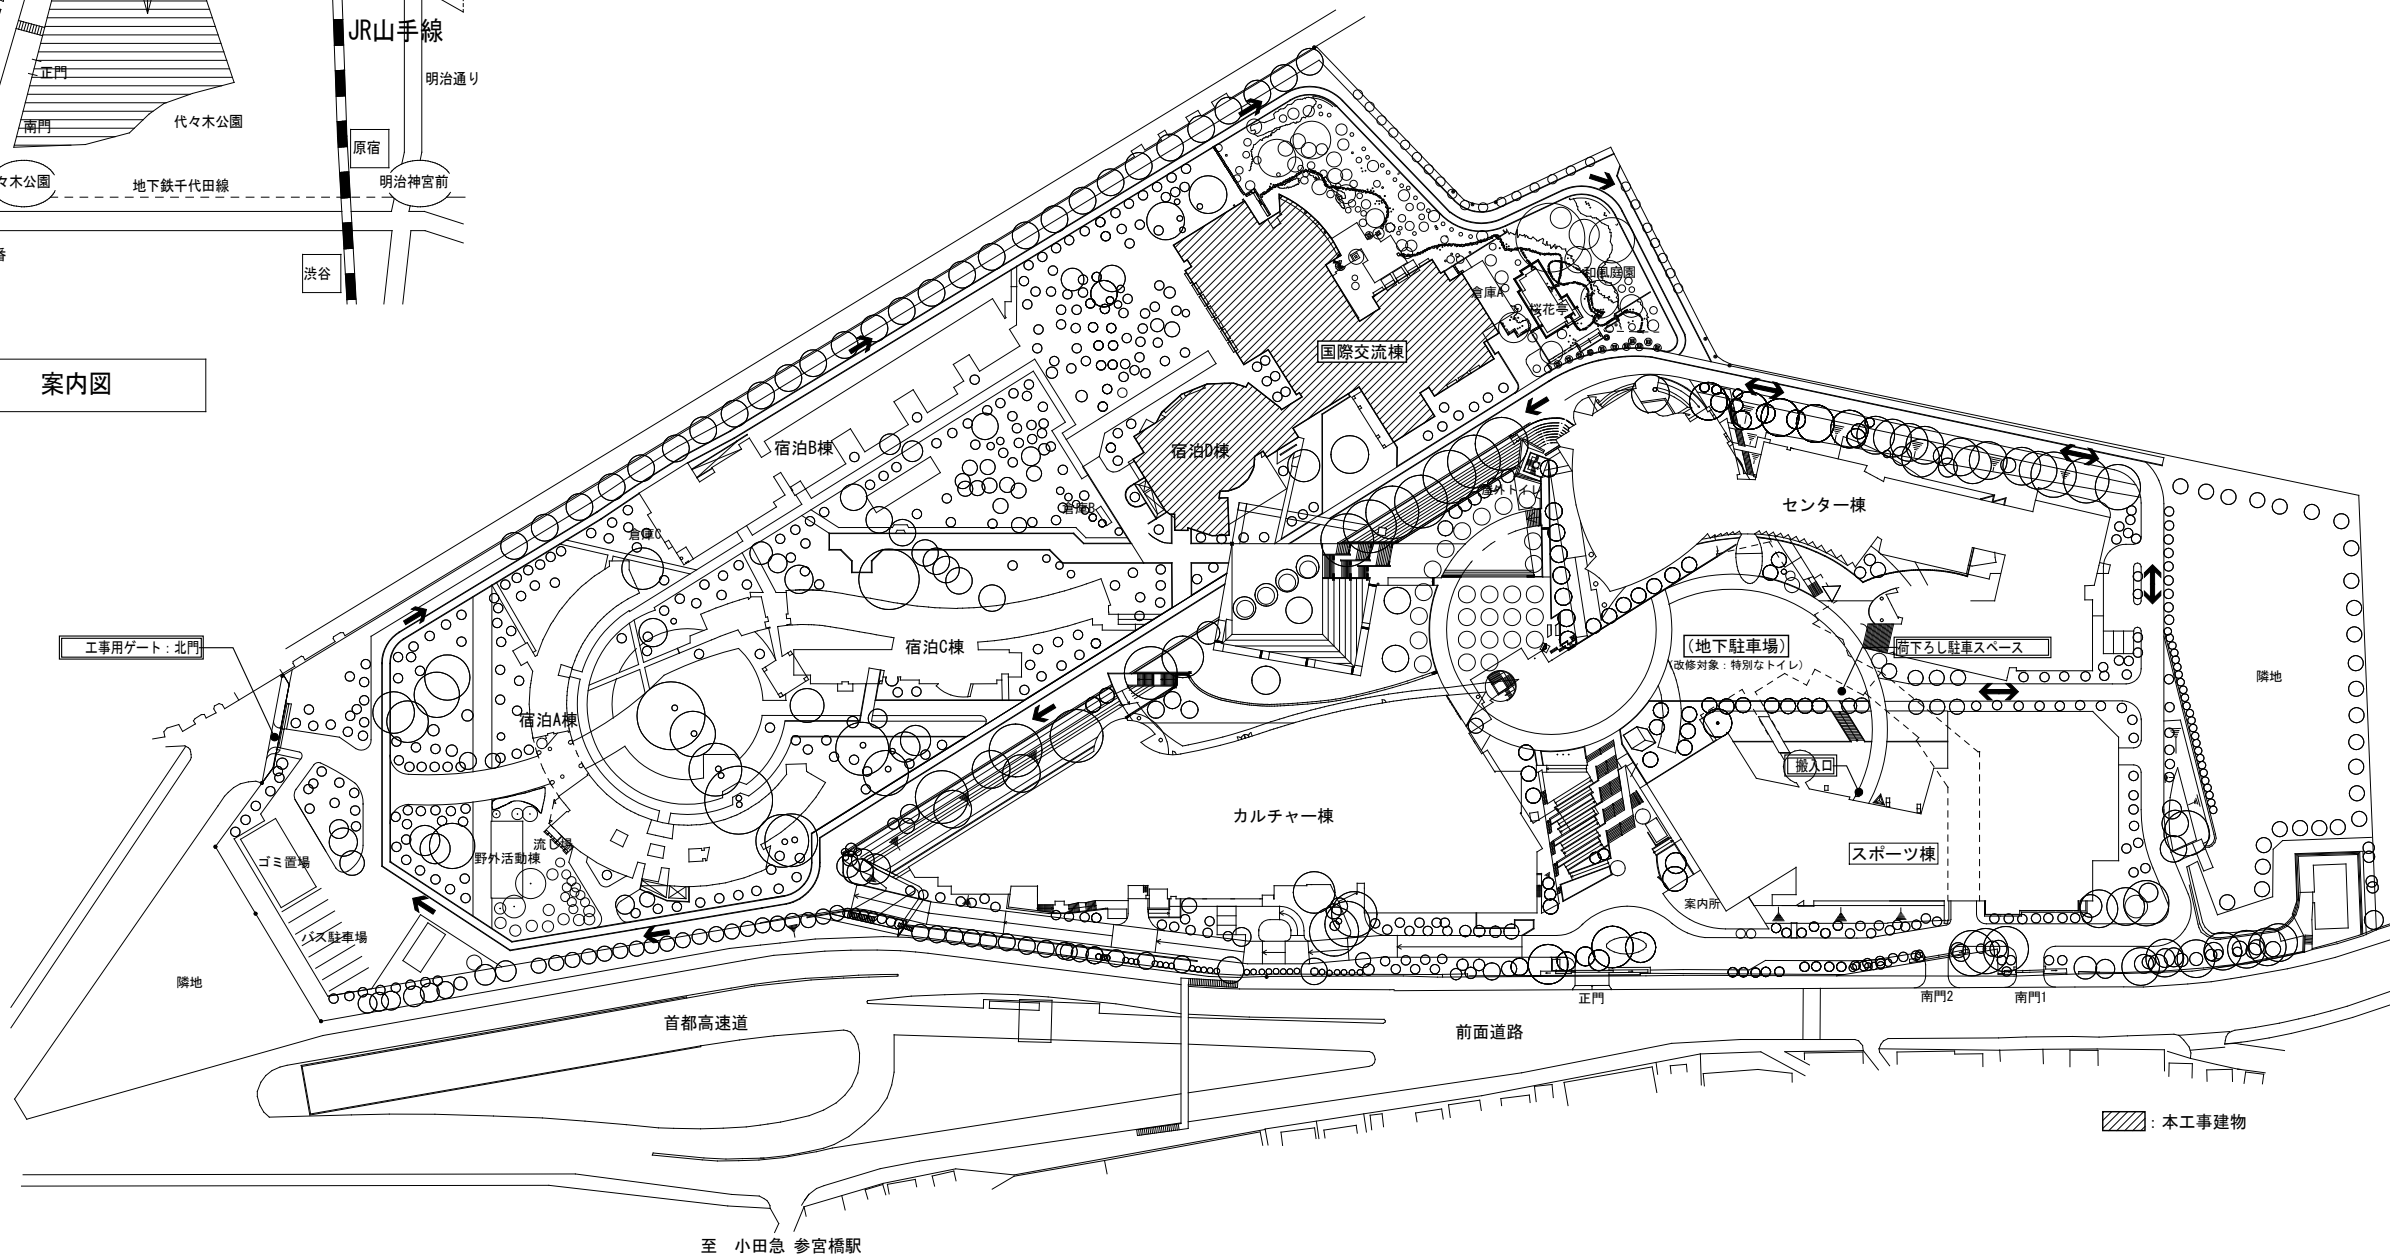 JR山手線
正門
明治通り
南門
代々木公園
原宿
々木公園
地下鉄千代田線
明治神宮前
渋谷
案内図
和風庭園
倉庫A
桜花亭
国際交流棟
宿泊B棟
宿泊D棟
屋外トイレ
センター棟
倉庫B
倉庫C
工事用ゲート：北門
宿泊C棟
(地下駐車場)
(改修対象：特別なトイレ)
荷下ろし駐車スペース
隣地
宿泊A棟
搬入口
カルチャー棟
流し場
野外活動棟
ゴミ置場
スポーツ棟
案内所
バス駐車場
隣地
正門
南門2
南門1
首都高速道
前面道路
：本工事建物
至　小田急 参宮橋駅